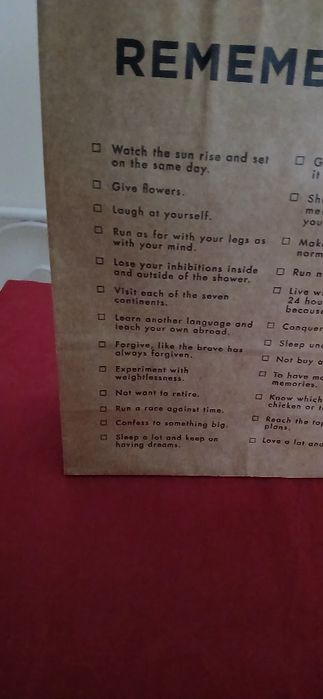 REMEME
Watch the sun rise and set
on the same day.
Give flowers.
Laugh at yourself.
Run as far with your legs as
with your mind.
Lose your inhibitions inside
and outside of the shower.
Visit each of the seven
continents.
Learn another language and
teach your own abroad.
Forgive, like the brave has
always forgiven.
Experiment with
weightlessness.
Not want to retire.
Run a race against time.
Confess to something big.
Sleep a lot and keep on
having dreams.
G
it
Sh
me
you
Mak
norm
Run n
Live w
24 hou
because
Conquer
Sleep un
Not buy a
To have mo
memories.
Know which
chicken or t
Reach the top
plans.
Love a lot and